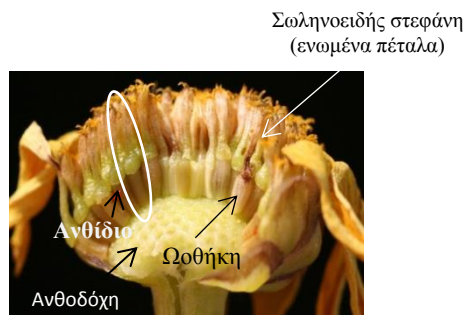 Σωληνοειδής στεφάνη
(ενωμένα πέταλα)
Ανθίδιο
Ωοθήκη
Ανθοδόχη